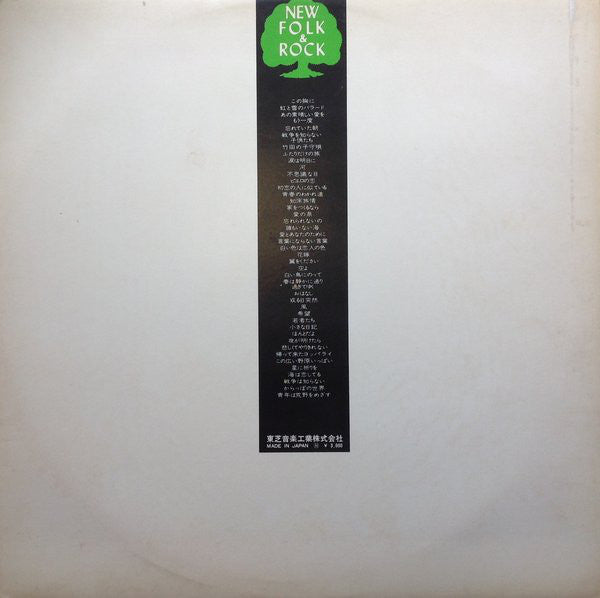 NEW
FOLK
&
ROCK
この胸に
虹と雪のバラード
あの素晴しい愛を
もう一度
忘れていた朝
戦争を知らない
子供たち
竹田の子守唄
ふたりだけの旅
涙は明日に
河
不思議な日
ピエロの恋
初恋の人に似ている
青春のわかれ道
知床旅情
家をつくるなら
愛の泉
忘れられないの
誰もいない海
愛とあなたのために
言葉にならない言葉
白い色は恋人の色
花嫁
翼をください
空よ
白い鳥にのって
春は静かに通り
過ぎてゆく
おはなし
或る日突然
風
希望
若者たち
小さな日記
ほんとだよ
夜が明けたら
悲しくてやりきれない
帰って来たヨッパライ
この広い野原いっぱい
星に祈りを
海は恋してる
戦争は知らない
からっぽの世界
青年は荒野をめざす
東芝音楽工業株式会社
MADE IN JAPAN
¥ 3,000